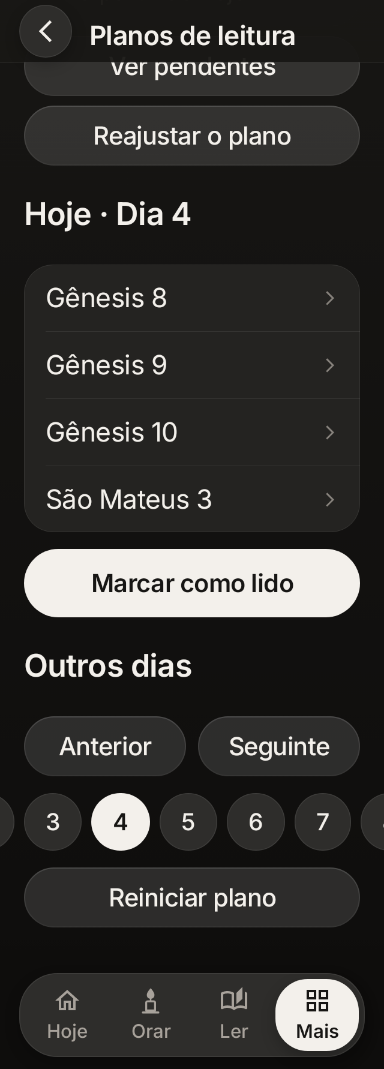 Planos de leitura
Ver pendentes
Reajustar o plano
Hoje · Dia 4
Gênesis 8
Gênesis 9
Gênesis 10
São Mateus 3
Marcar como lido
Outros dias
Anterior Seguinte
3 4 5 6 7
Reiniciar plano
Hoje Orar Ler Mais